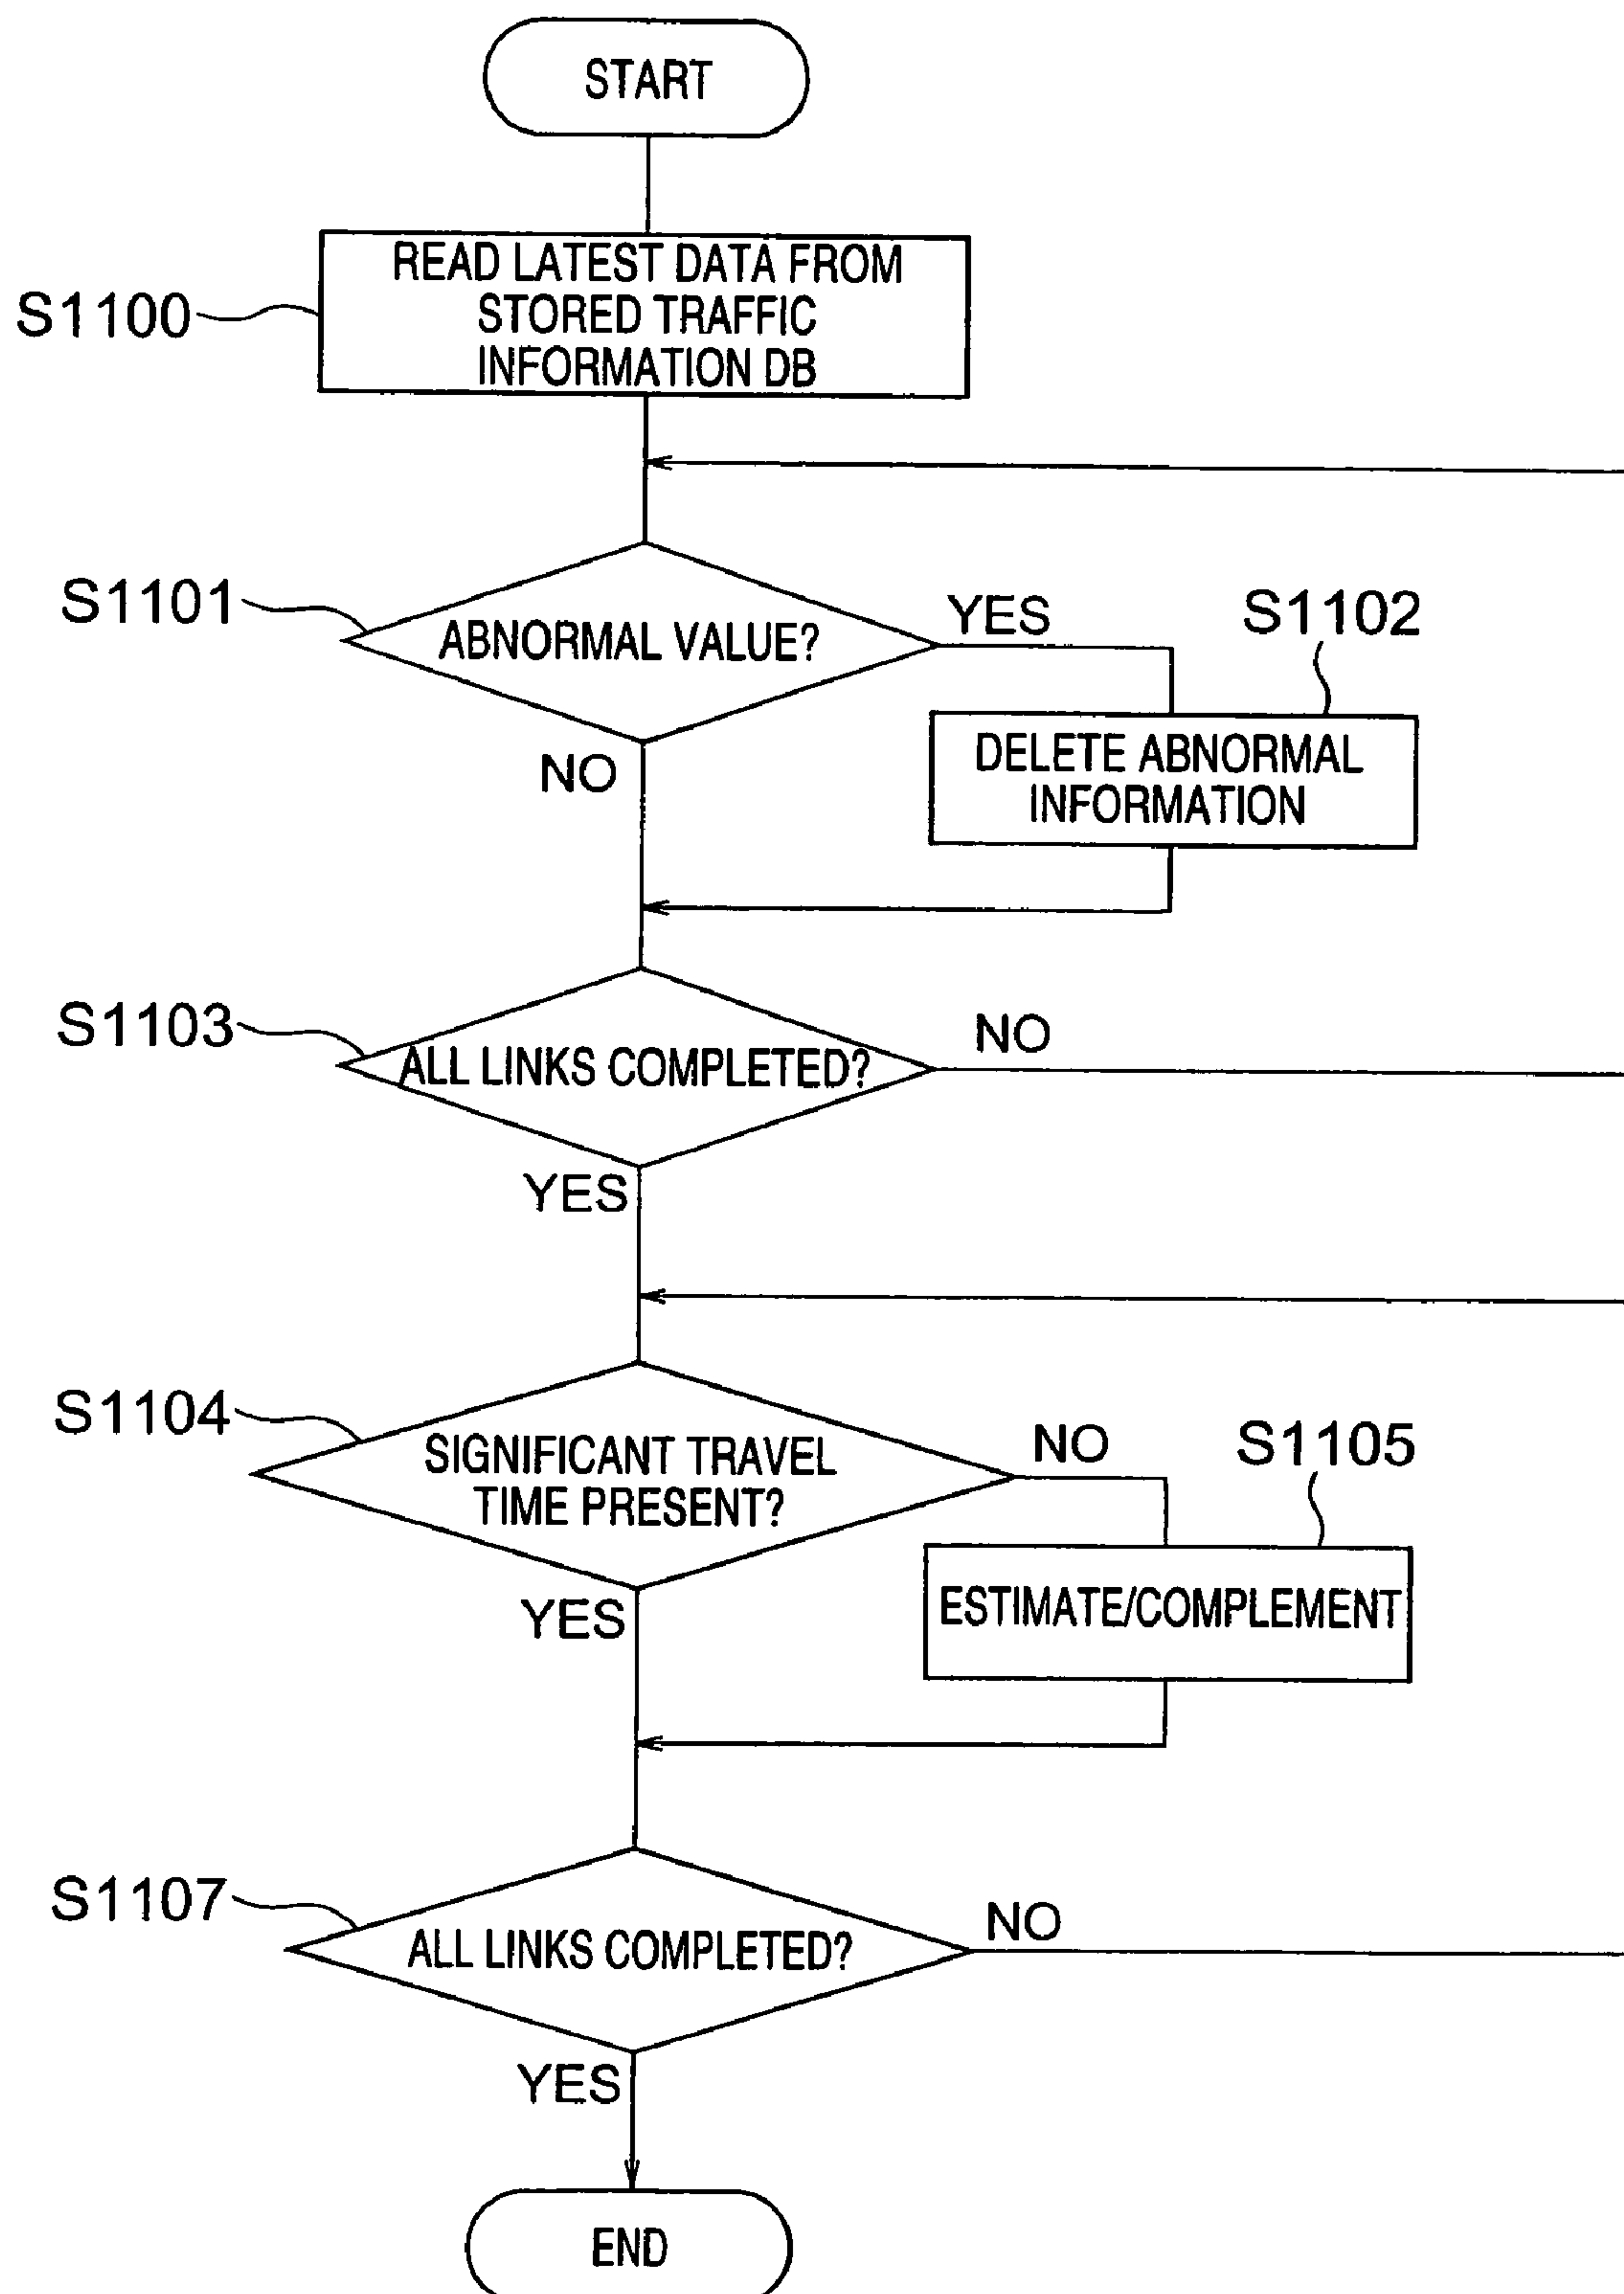 START
S1100
READ LATEST DATA FROM
STORED TRAFFIC
INFORMATION DB
S1101
ABNORMAL VALUE?
YES
S1102
NO
DELETE ABNORMAL
INFORMATION
S1103
ALL LINKS COMPLETED?
NO
YES
S1104
SIGNIFICANT TRAVEL
TIME PRESENT?
NO
S1105
YES
ESTIMATE/COMPLEMENT
S1107
ALL LINKS COMPLETED?
NO
YES
END